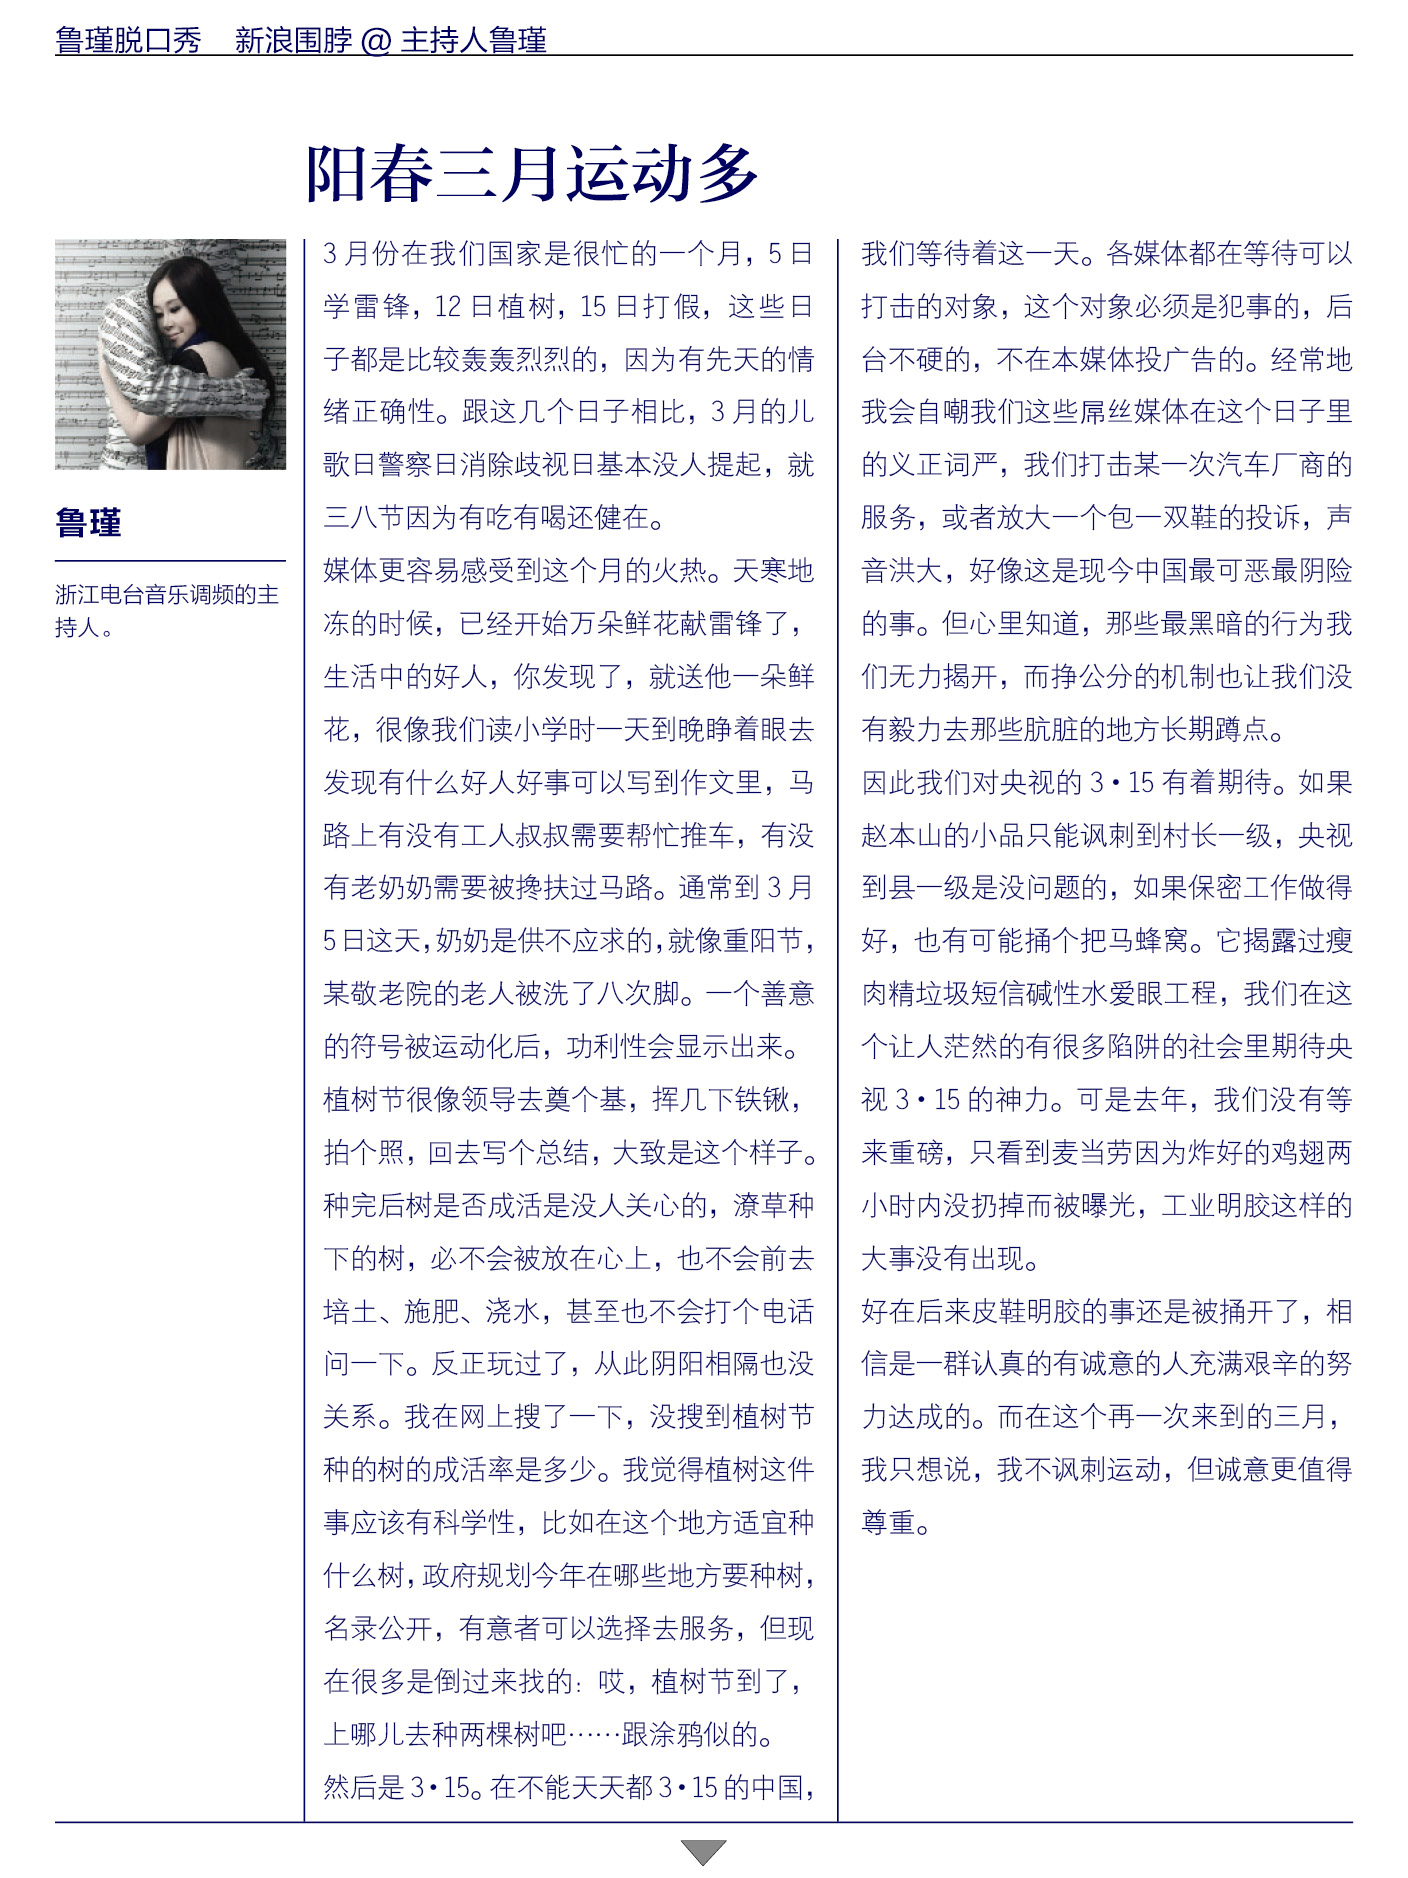 鲁瑾脱口秀 新浪围脖 @ 主持人鲁瑾
阳春三月运动多
鲁瑾
浙江电台音乐调频的主
持人。
3 月份在我们国家是很忙的一个月，5 日
学雷锋，12 日植树，15 日打假，这些日
子都是比较轰轰烈烈的，因为有先天的情
绪正确性。跟这几个日子相比，3 月的儿
歌日警察日消除歧视日基本没人提起，就
三八节因为有吃有喝还健在。
媒体更容易感受到这个月的火热。天寒地
冻的时候，已经开始万朵鲜花献雷锋了，
生活中的好人，你发现了，就送他一朵鲜
花，很像我们读小学时一天到晚睁着眼去
发现有什么好人好事可以写到作文里，马
路上有没有工人叔叔需要帮忙推车，有没
有老奶奶需要被搀扶过马路。通常到 3 月
5 日这天，奶奶是供不应求的，就像重阳节，
某敬老院的老人被洗了八次脚。一个善意
的符号被运动化后，功利性会显示出来。
植树节很像领导去奠个基，挥几下铁锹，
拍个照，回去写个总结，大致是这个样子。
种完后树是否成活是没人关心的，潦草种
下的树，必不会被放在心上，也不会前去
培土、施肥、浇水，甚至也不会打个电话
问一下。反正玩过了，从此阴阳相隔也没
关系。我在网上搜了一下，没搜到植树节
种的树的成活率是多少。我觉得植树这件
事应该有科学性，比如在这个地方适宜种
什么树，政府规划今年在哪些地方要种树，
名录公开，有意者可以选择去服务，但现
在很多是倒过来找的：哎，植树节到了，
上哪儿去种两棵树吧……跟涂鸦似的。
然后是 3·15。在不能天天都 3·15 的中国，
我们等待着这一天。各媒体都在等待可以
打击的对象，这个对象必须是犯事的，后
台不硬的，不在本媒体投广告的。经常地
我会自嘲我们这些屌丝媒体在这个日子里
的义正词严，我们打击某一次汽车厂商的
服务，或者放大一个包一双鞋的投诉，声
音洪大，好像这是现今中国最可恶最阴险
的事。但心里知道，那些最黑暗的行为我
们无力揭开，而挣公分的机制也让我们没
有毅力去那些肮脏的地方长期蹲点。
因此我们对央视的 3·15 有着期待。如果
赵本山的小品只能讽刺到村长一级，央视
到县一级是没问题的，如果保密工作做得
好，也有可能捅个把马蜂窝。它揭露过瘦
肉精垃圾短信碱性水爱眼工程，我们在这
个让人茫然的有很多陷阱的社会里期待央
视 3·15 的神力。可是去年，我们没有等
来重磅，只看到麦当劳因为炸好的鸡翅两
小时内没扔掉而被曝光，工业明胶这样的
大事没有出现。
好在后来皮鞋明胶的事还是被捅开了，相
信是一群认真的有诚意的人充满艰辛的努
力达成的。而在这个再一次来到的三月，
我只想说，我不讽刺运动，但诚意更值得
尊重。